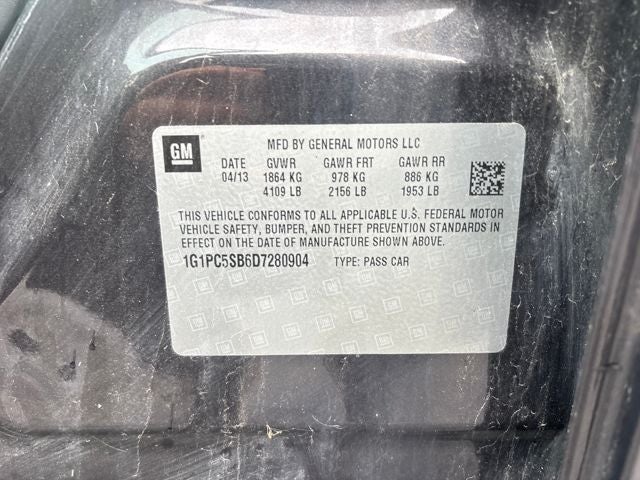 GM
MFD BY GENERAL MOTORS LLC
DATE GVWR GAWR FRT GAWR RR
04/13 1864 KG 978 KG 886 KG
4109 LB 2156 LB 1953 LB
THIS VEHICLE CONFORMS TO ALL APPLICABLE U.S. FEDERAL MOTOR
VEHICLE SAFETY, BUMPER, AND THEFT PREVENTION STANDARDS IN
EFFECT ON THE DATE OF MANUFACTURE SHOWN ABOVE.
1G1PC5SB6D7280904 TYPE: PASS CAR